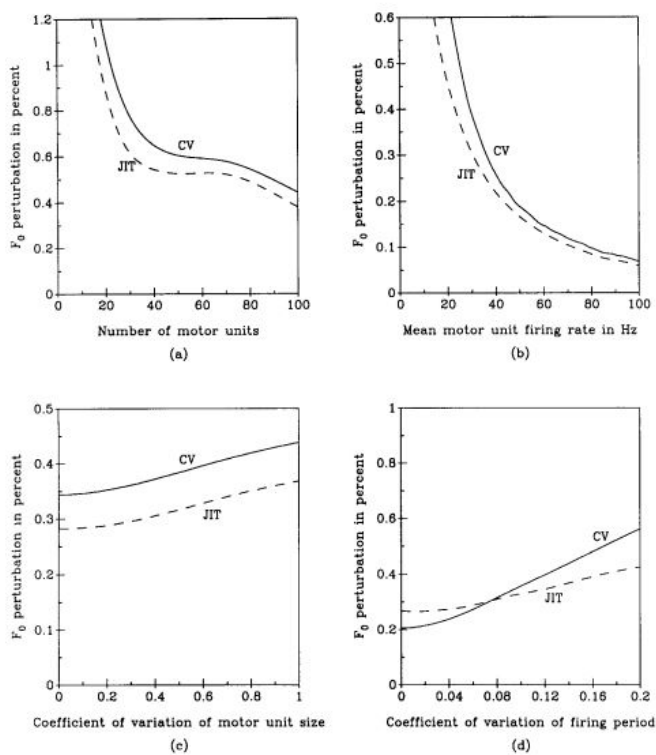 1.2
1
0.8
0.6
0.4
0.2
0
F0 perturbation in percent
CV
JIT
0 20 40 60 80 100
Number of motor units
(a)
0.6
0.5
0.4
0.3
0.2
0.1
0
F0 perturbation in percent
CV
JIT
0 20 40 60 80 100
Mean motor unit firing rate in Hz
(b)
0.5
0.4
0.3
0.2
0.1
0
F0 perturbation in percent
CV
JIT
0 0.2 0.4 0.6 0.8 1
Coefficient of variation of motor unit size
(c)
1
0.8
0.6
0.4
0.2
0
F0 perturbation in percent
CV
JIT
0 0.04 0.08 0.12 0.16 0.2
Coefficient of variation of firing period
(d)